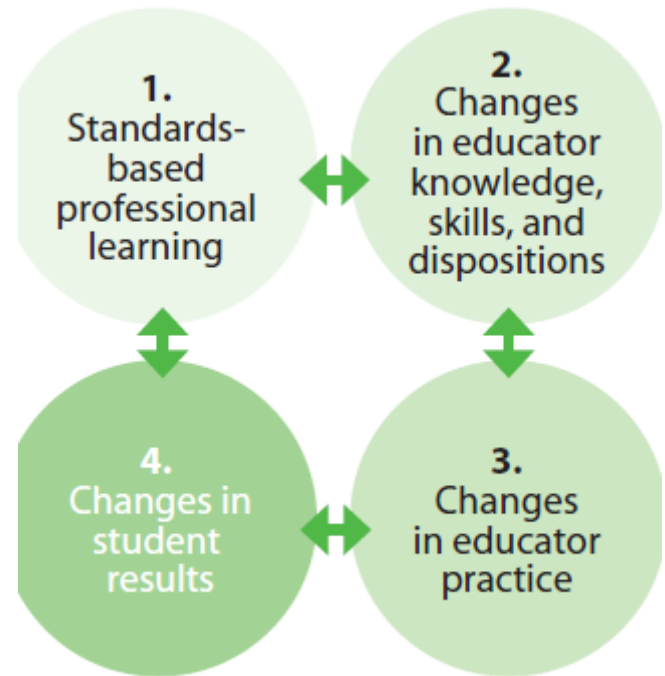 1.
Standards-
based
professional
learning
2.
Changes
in educator
knowledge,
skills, and
dispositions
4.
Changes in
student
results
3.
Changes
in educator
practice